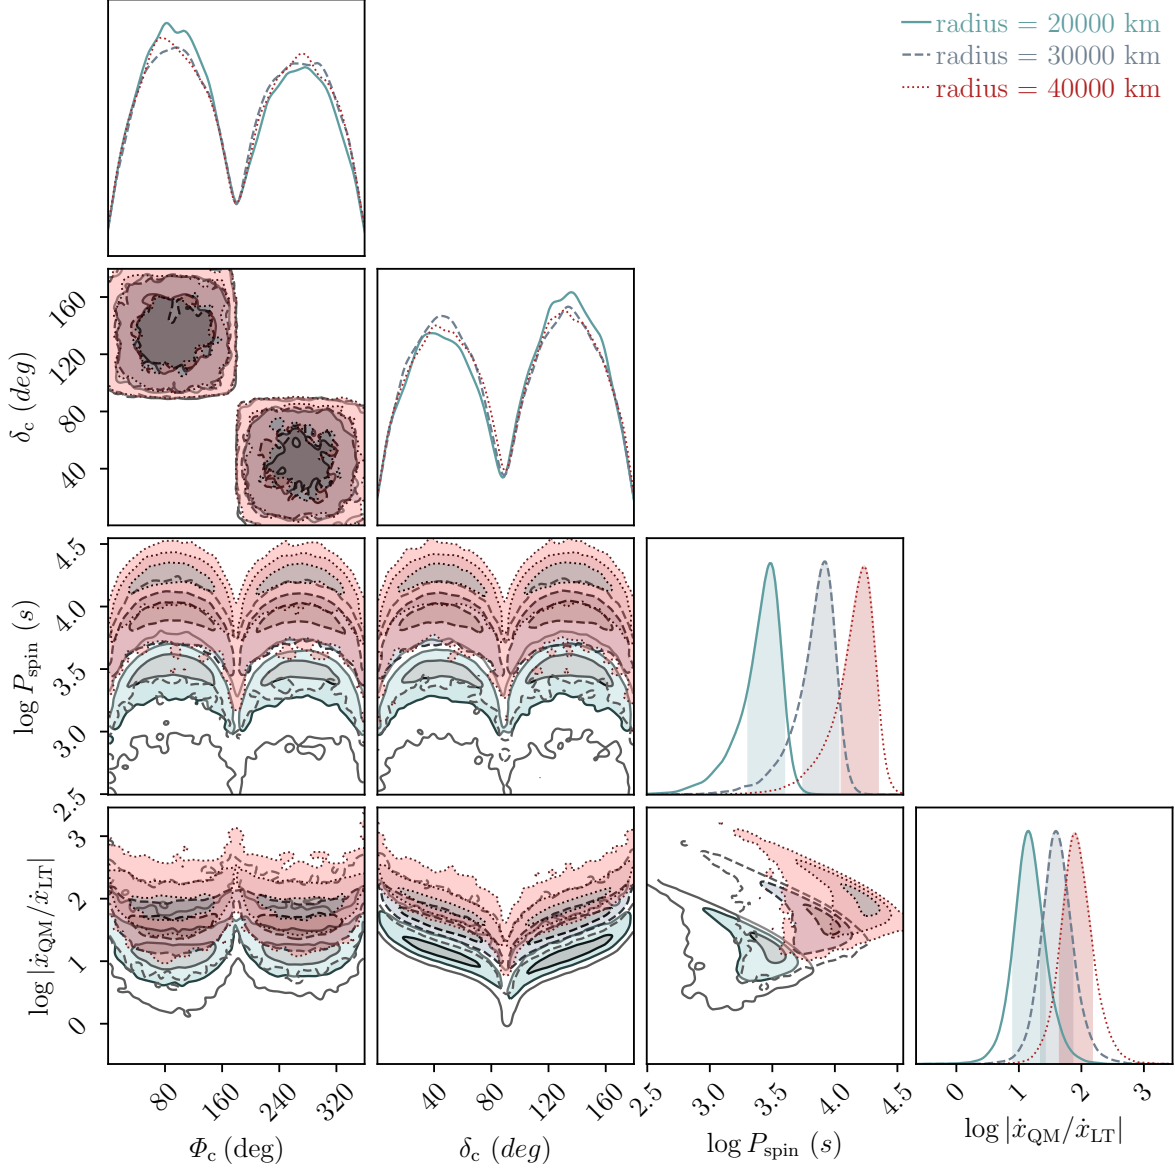 radius = 20000 km
radius = 30000 km
radius = 40000 km
δc (deg)
160
120
80
40
log Pspin (s)
4.5
4.0
3.5
3.0
2.5
log |ẋQM/ẋLT|
3
2
1
0
80 160 240 320
Φc (deg)
40 80 120 160
δc (deg)
2.5 3.0 3.5 4.0 4.5
log Pspin (s)
0 1 2 3
log |ẋQM/ẋLT|